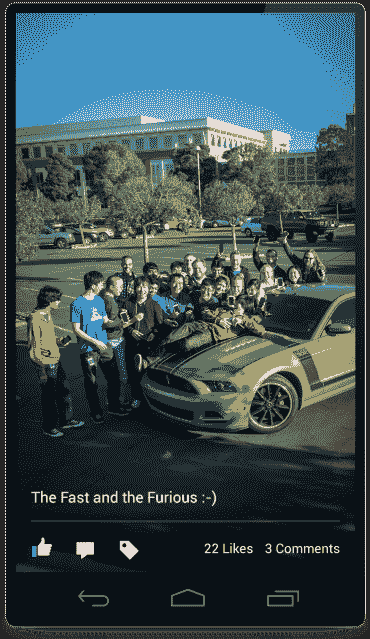 The Fast and the Furious :-)
22 Likes 3 Comments